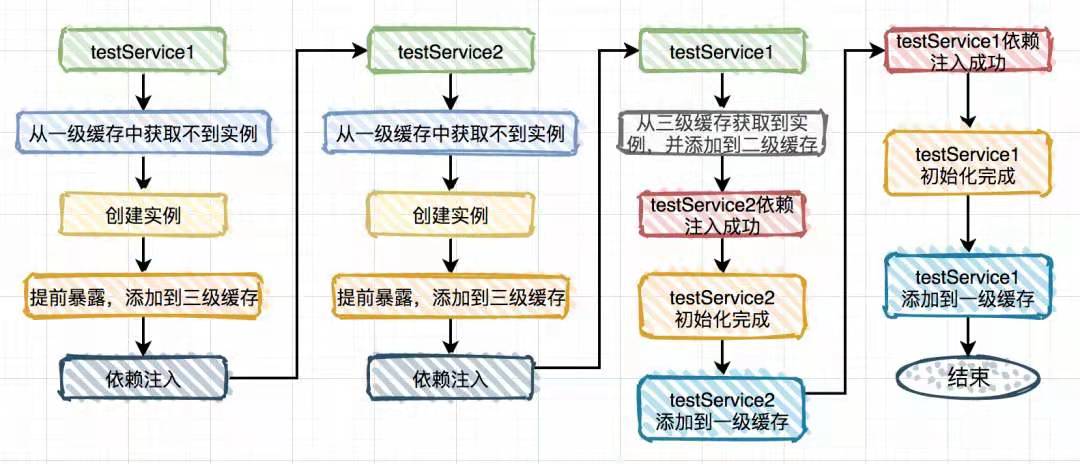 testService1
从一级缓存中获取不到实例
创建实例
提前暴露，添加到三级缓存
依赖注入
testService2
从一级缓存中获取不到实例
创建实例
提前暴露，添加到三级缓存
依赖注入
testService1
从三级缓存获取到实
例，并添加到二级缓存
testService2依赖
注入成功
testService2
初始化完成
testService2
添加到一级缓存
testService1依赖
注入成功
testService1
初始化完成
testService1
添加到一级缓存
结束